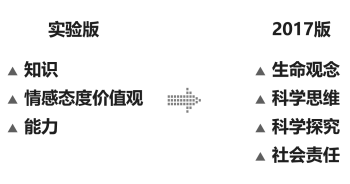 实验版
▲ 知识
▲ 情感态度价值观
▲ 能力
2017版
▲ 生命观念
▲ 科学思维
▲ 科学探究
▲ 社会责任